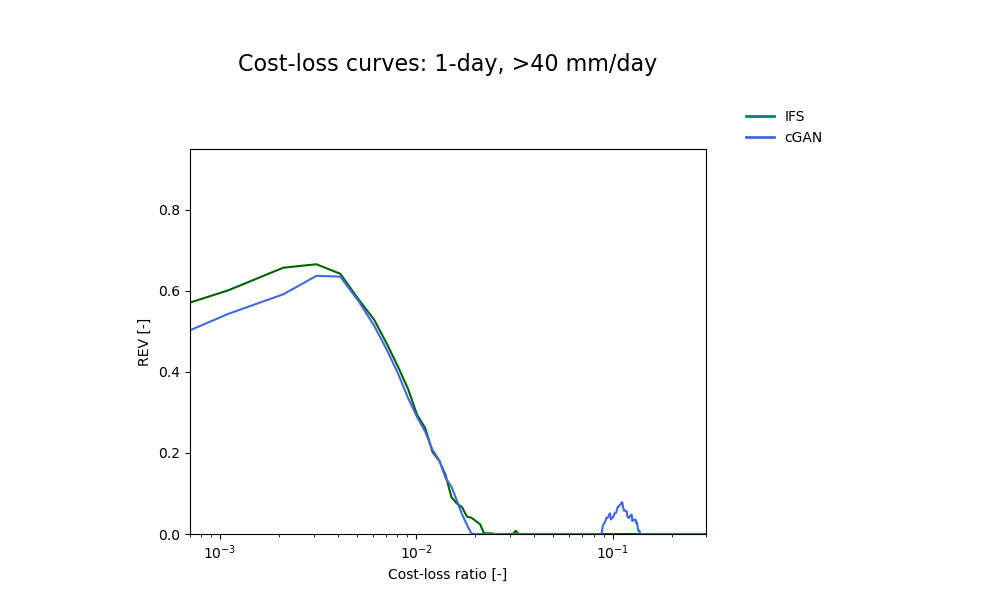 Cost-loss curves: 1-day, >40 mm/day
IFS
cGAN
0.8
0.6
0.4
0.2
0.0
REV [-]
10⁻³
10⁻²
10⁻¹
Cost-loss ratio [-]